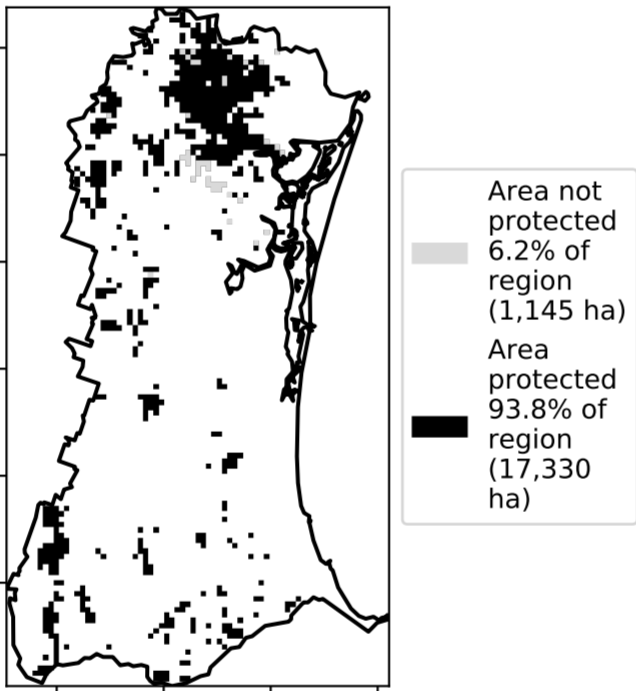 Area not
protected
6.2% of
region
(1,145 ha)
Area
protected
93.8% of
region
(17,330
ha)